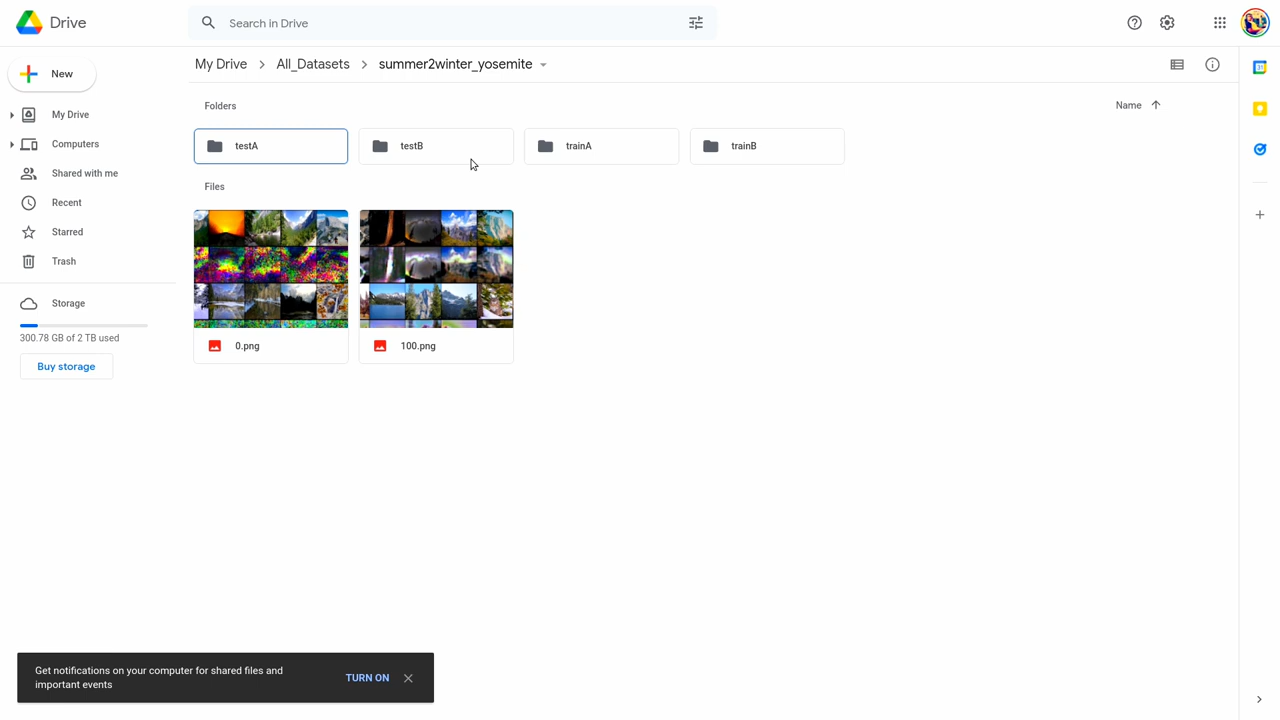 Drive
Search in Drive
New
My Drive
Computers
Shared with me
Recent
Starred
Trash
Storage
300.78 GB of 2 TB used
Buy storage
My Drive All_Datasets summer2winter_yosemite
Folders
Name
testA
testB
trainA
trainB
Files
0.png
100.png
Get notifications on your computer for shared files and
important events
TURN ON